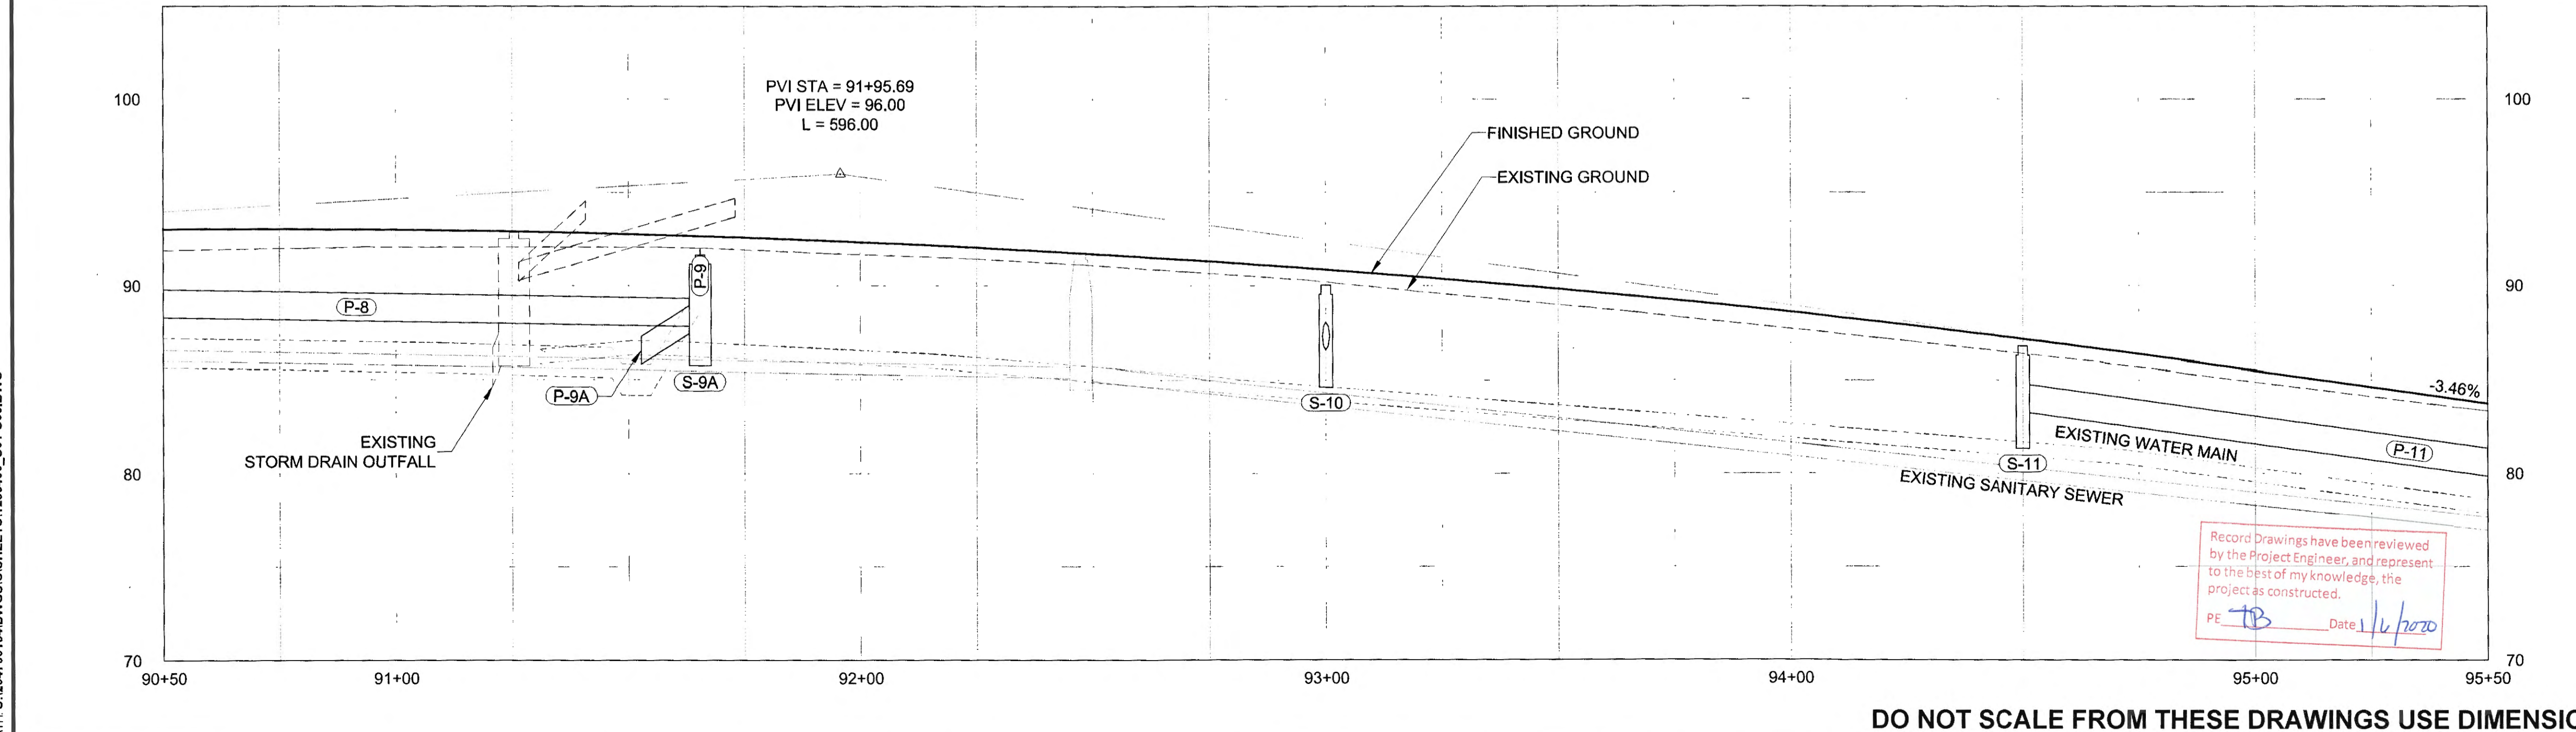 PVI STA = 91+95.69
PVI ELEV = 96.00
L = 596.00
100
100
FINISHED GROUND
EXISTING GROUND
90
90
P-8
P-9
P-9A
S-9A
S-10
-3.46%
EXISTING
STORM DRAIN OUTFALL
EXISTING WATER MAIN
P-11
S-11
80
80
EXISTING SANITARY SEWER
Record Drawings have been reviewed
by the Project Engineer, and represent
to the best of my knowledge, the
project as constructed.
PE TB Date 1/6/2020
70
70
90+50
91+00
92+00
93+00
94+00
95+00
95+50
DO NOT SCALE FROM THESE DRAWINGS USE